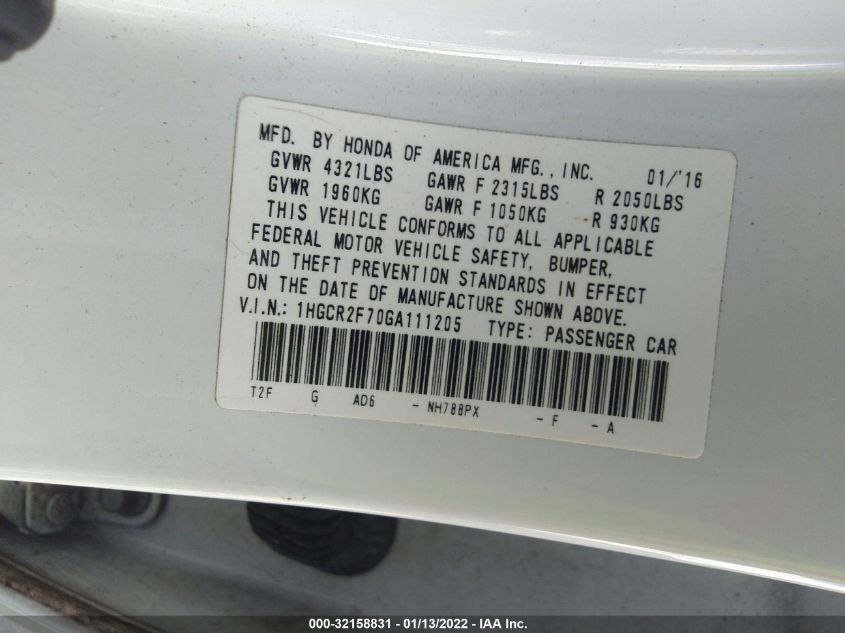 MFD. BY HONDA OF AMERICA MFG., INC. 01/'16
GVWR 4321LBS GAWR F 2315LBS R 2050LBS
GVWR 1960KG GAWR F 1050KG R 930KG
THIS VEHICLE CONFORMS TO ALL APPLICABLE
FEDERAL MOTOR VEHICLE SAFETY, BUMPER,
AND THEFT PREVENTION STANDARDS IN EFFECT
ON THE DATE OF MANUFACTURE SHOWN ABOVE.
V.I.N.: 1HGCR2F70GA111205 TYPE: PASSENGER CAR
T2F G AD6 - NH788PX - F - A
000-32158831 - 01/13/2022 - IAA Inc.